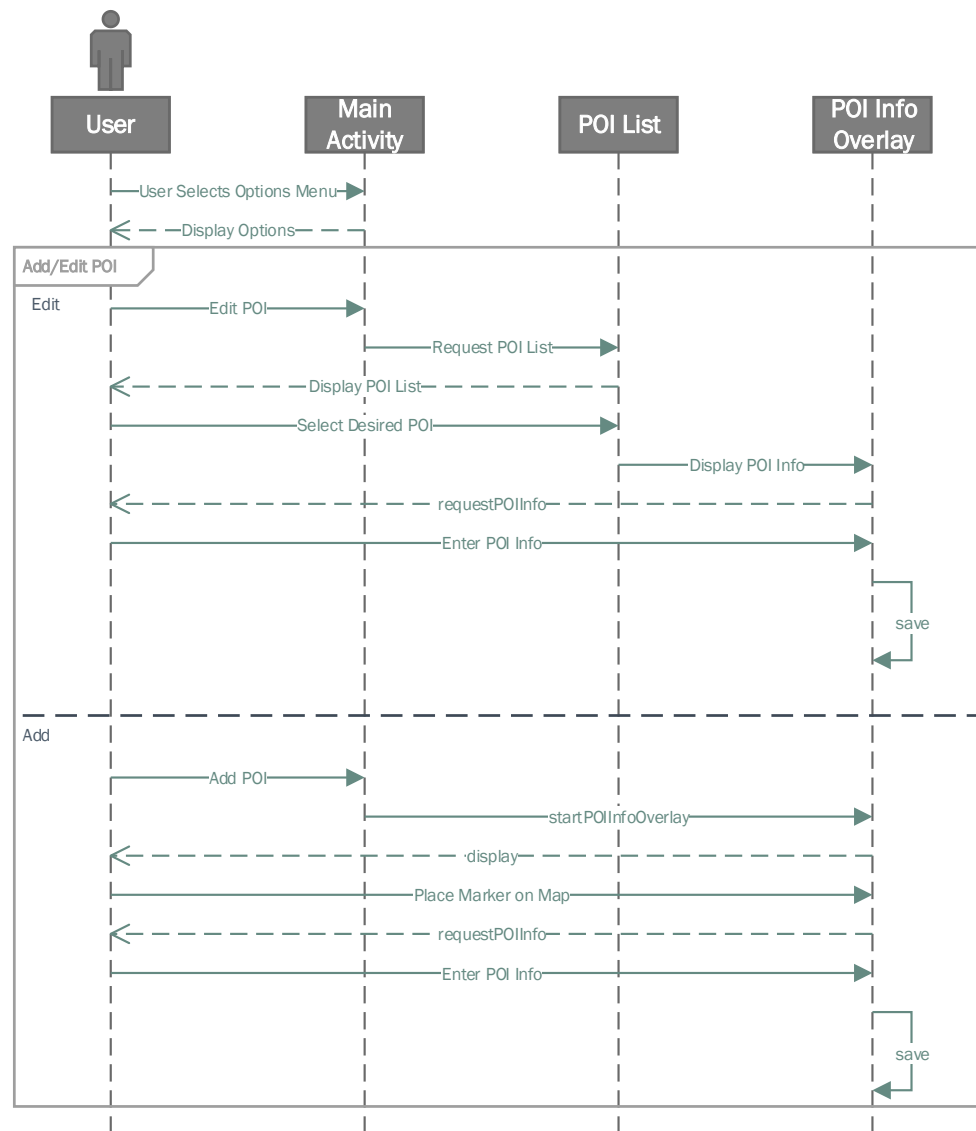 User
Main
Activity
POI List
POI Info
Overlay
User Selects Options Menu
Display Options
Add/Edit POI
Edit
Edit POI
Request POI List
Display POI List
Select Desired POI
Display POI Info
requestPOIInfo
Enter POI Info
save
Add
Add POI
startPOIInfoOverlay
display
Place Marker on Map
requestPOIInfo
Enter POI Info
save